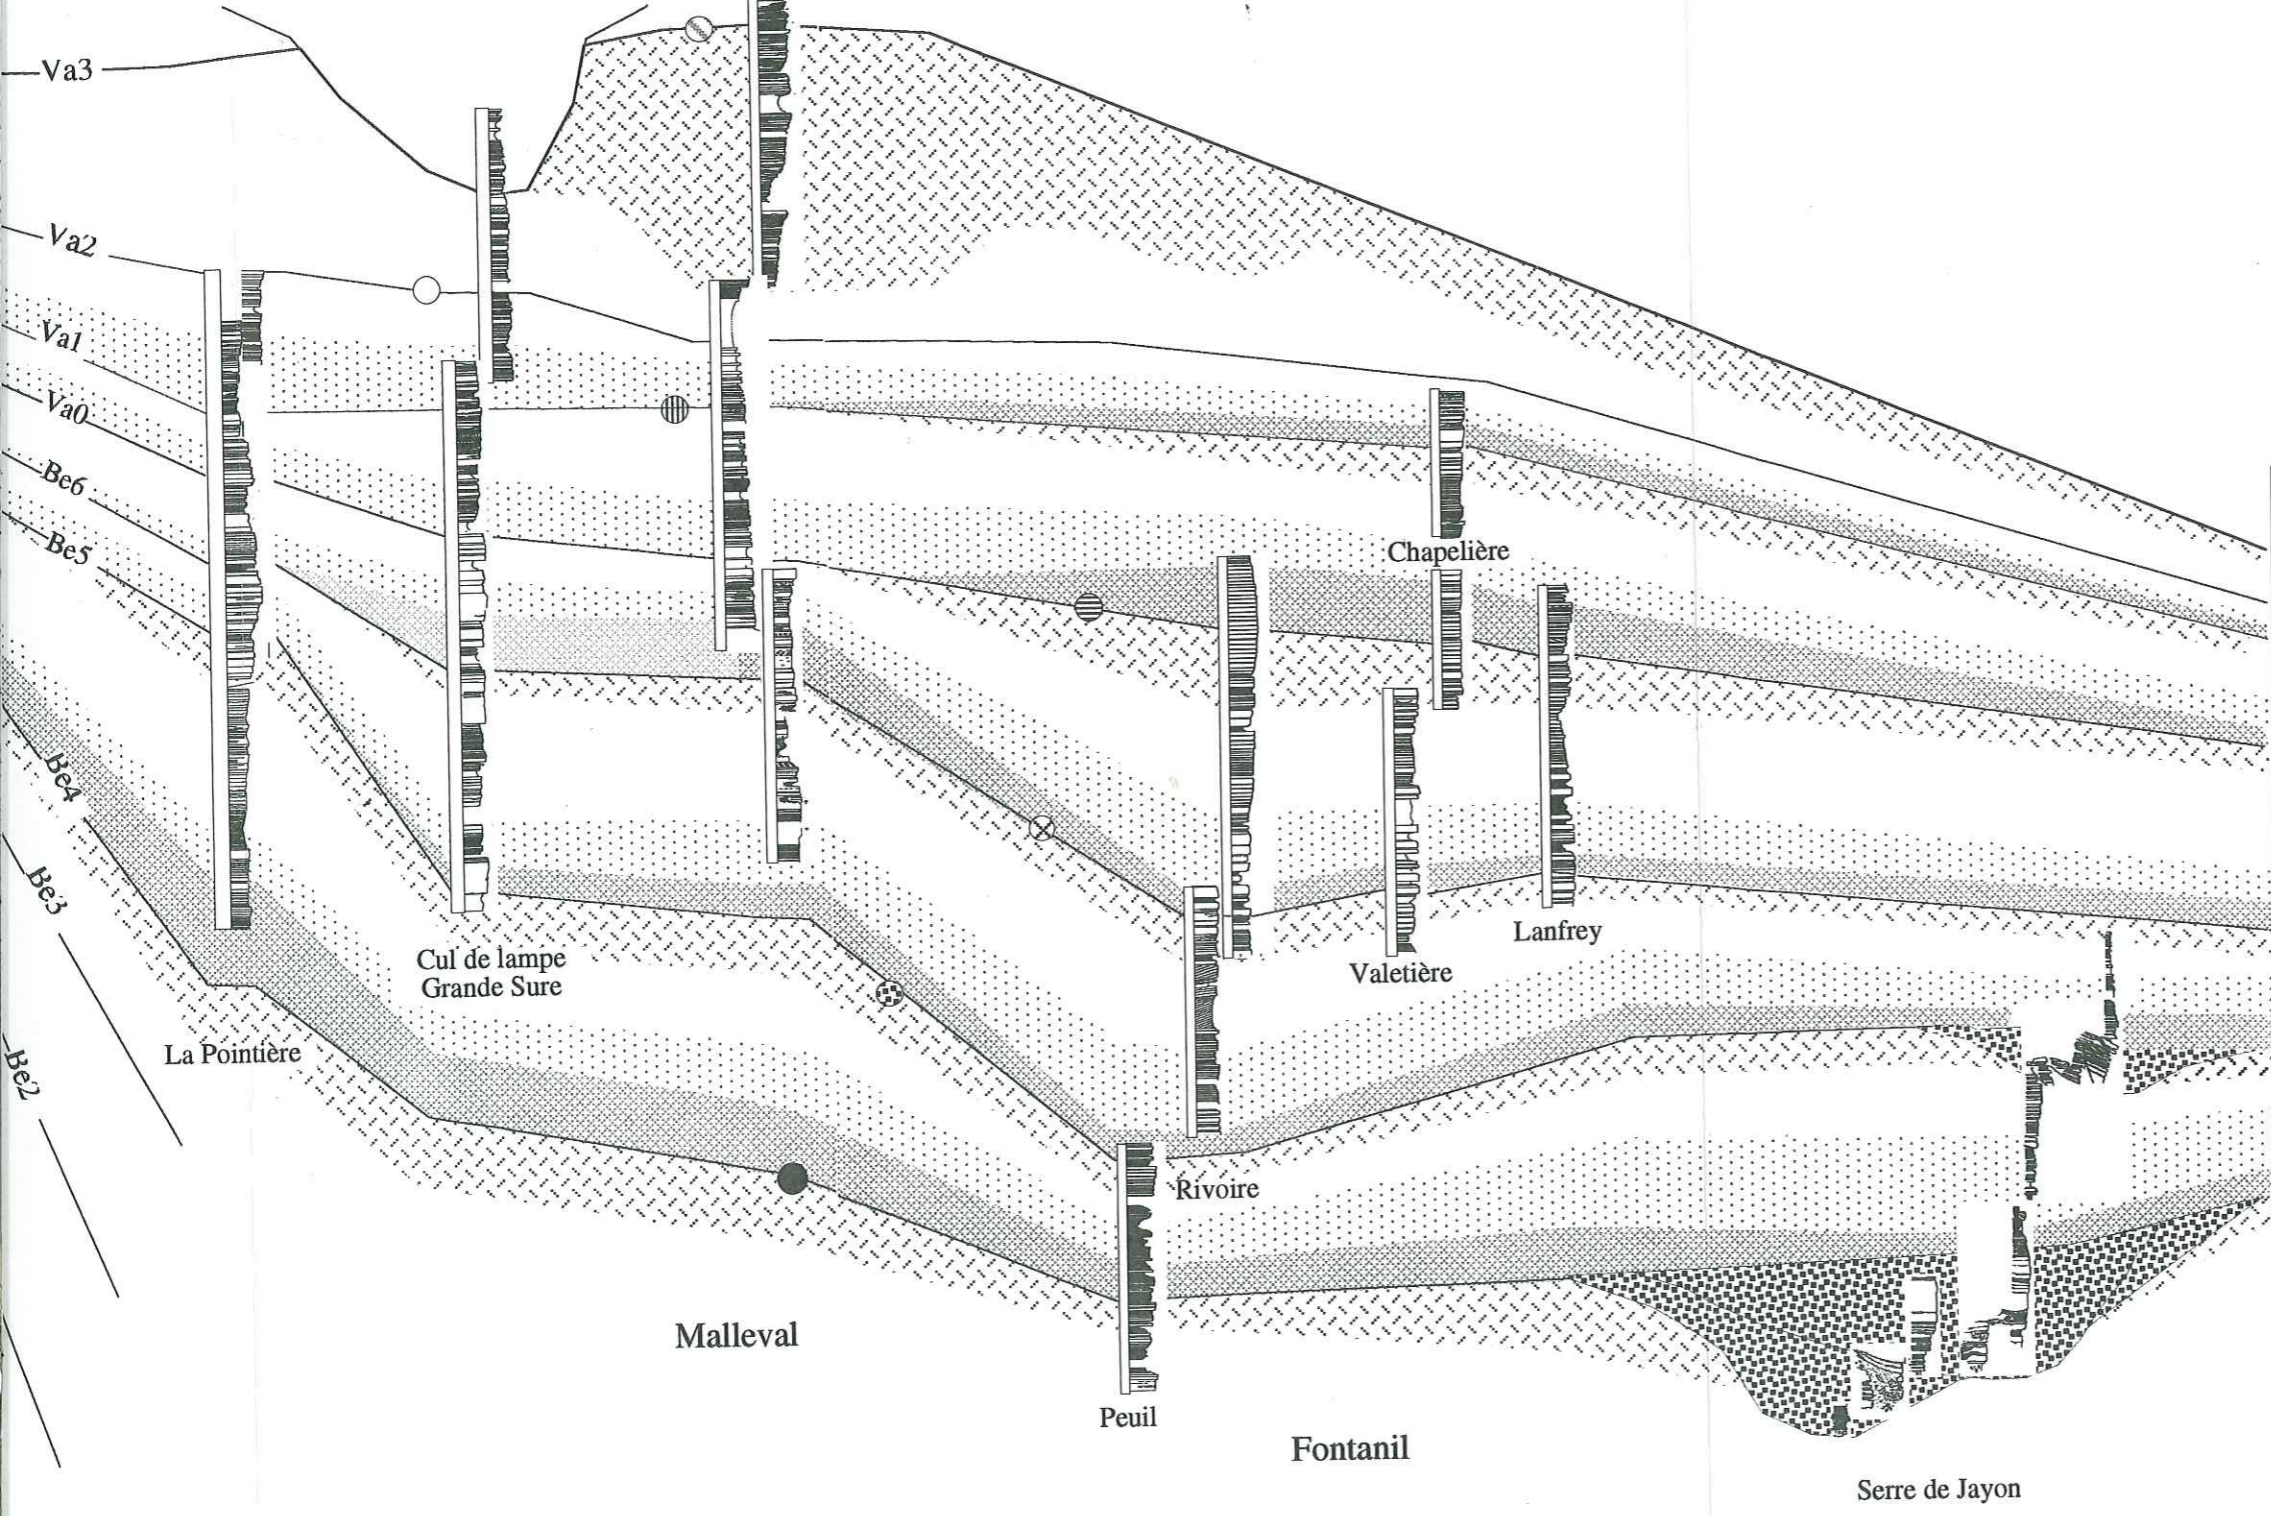 Va3
Va2
Va1
Va0
Be6
Be5
Be4
Be3
Be2
Chapelière
Lanfrey
Valetière
Cul de lampe
Grande Sure
La Pointière
Rivoire
Malleval
Peuil
Fontanil
Serre de Jayon